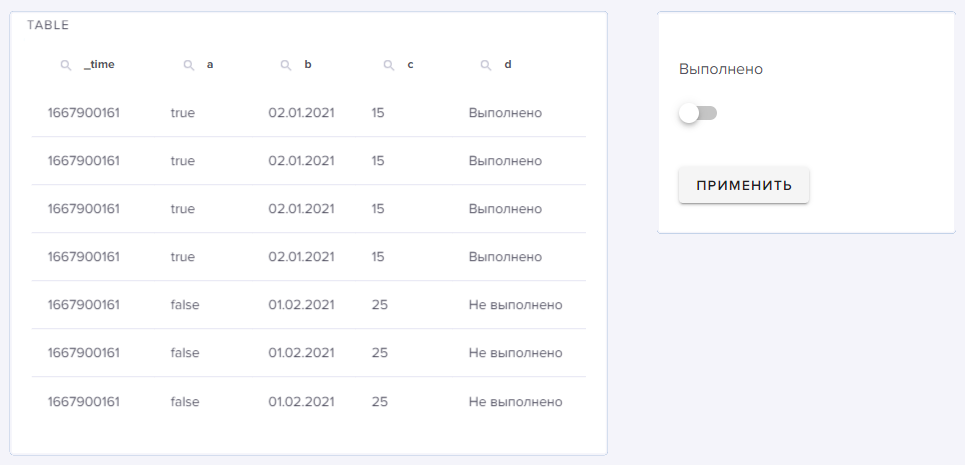 TABLE
_time a b c d
1667900161 true 02.01.2021 15 Выполнено
1667900161 true 02.01.2021 15 Выполнено
1667900161 true 02.01.2021 15 Выполнено
1667900161 true 02.01.2021 15 Выполнено
1667900161 false 01.02.2021 25 Не выполнено
1667900161 false 01.02.2021 25 Не выполнено
1667900161 false 01.02.2021 25 Не выполнено
Выполнено
ПРИМЕНИТЬ